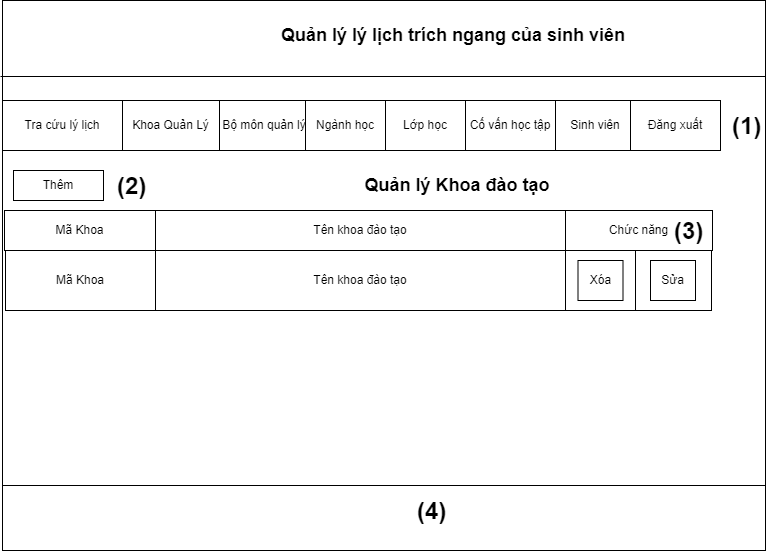 Quản lý lý lịch trích ngang của sinh viên
Tra cứu lý lịch Khoa Quản Lý Bộ môn quản lý Ngành học Lớp học Cố vấn học tập Sinh viên Đăng xuất (1)
Thêm (2) Quản lý Khoa đào tạo
Mã Khoa Tên khoa đào tạo Chức năng (3)
Mã Khoa Tên khoa đào tạo Xóa Sửa
(4)